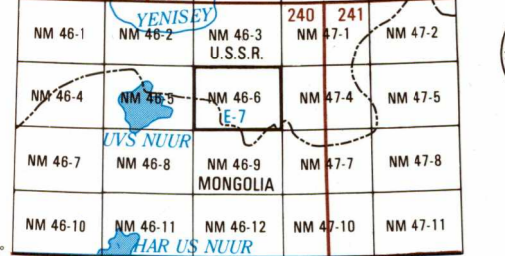 YENISEY 240 241
NM 46-1 NM 46-2 NM 46-3 NM 47-1 NM 47-2
U.S.S.R.
NM 46-4 NM 46-5 NM 46-6 NM 47-4 NM 47-5
E-7
UVS NUUR
NM 46-7 NM 46-8 NM 46-9 NM 47-7 NM 47-8
MONGOLIA
NM 46-10 NM 46-11 NM 46-12 NM 47-10 NM 47-11
HAR US NUUR